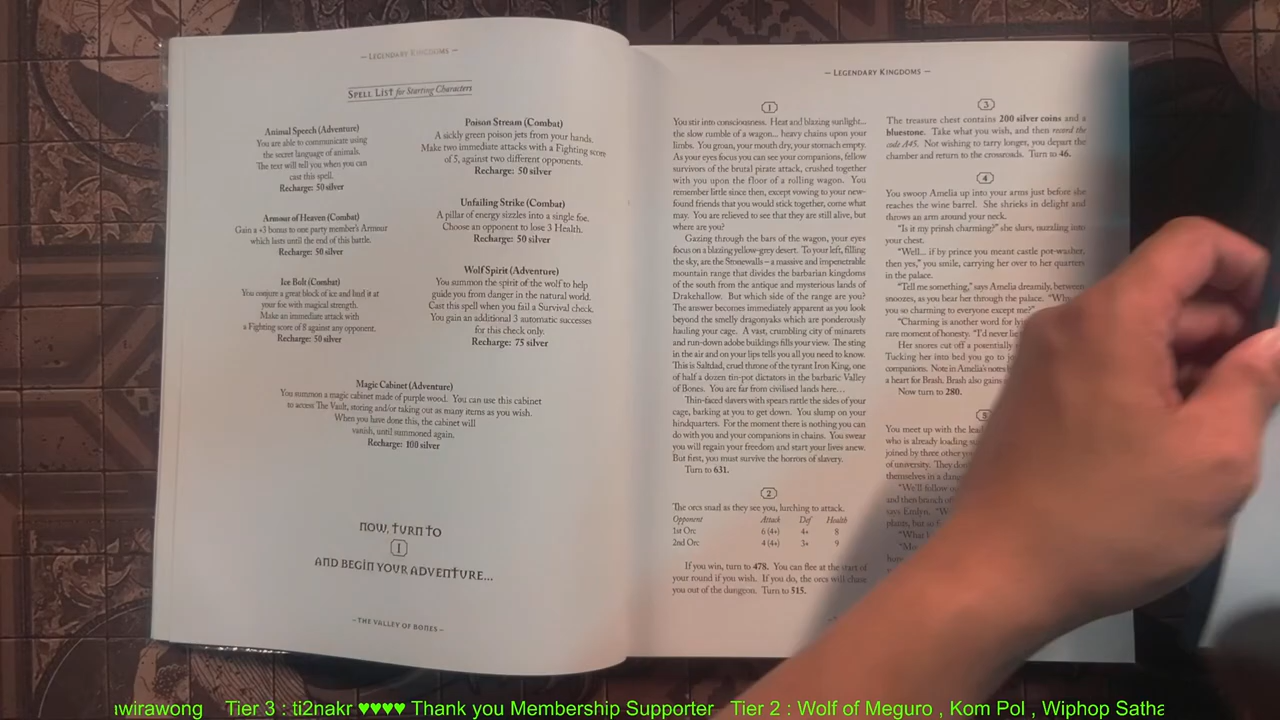 — LEGENDARY KINGDOMS —
SPELL LIST for Starting Characters
Animal Speech (Adventure)
You are able to communicate using
the secret language of animals.
The text will tell you when you can
cast this spell.
Recharge: 50 silver
Armour of Heaven (Combat)
Gain a +3 bonus to one party member's Armour
which lasts until the end of this battle.
Recharge: 50 silver
Ice Bolt (Combat)
You conjure a great block of ice and hurl it at
your foe with magical strength.
Make an immediate attack with
a Fighting score of 8 against any opponent.
Recharge: 50 silver
Poison Stream (Combat)
A sickly green poison jets from your hands.
Make two immediate attacks with a Fighting score
of 5, against two different opponents.
Recharge: 50 silver
Unfailing Strike (Combat)
A pillar of energy sizzles into a single foe.
Choose an opponent to lose 3 Health.
Recharge: 50 silver
Wolf Spirit (Adventure)
You summon the spirit of the wolf to help
guide you from danger in the natural world.
Cast this spell when you fail a Survival check.
You gain an additional 3 automatic successes
for this check only.
Recharge: 75 silver
Magic Cabinet (Adventure)
You summon a magic cabinet made of purple wood. You can use this cabinet
to access The Vault, storing and/or taking out as many items as you wish.
When you have done this, the cabinet will
vanish, until summoned again.
Recharge: 100 silver
NOW, TURN TO
1
AND BEGIN YOUR ADVENTURE...
– THE VALLEY OF BONES –
— LEGENDARY KINGDOMS —
1
You stir into consciousness. Heat and blazing sunlight...
the slow rumble of a wagon... heavy chains upon your
limbs. You groan, your mouth dry, your stomach empty.
As your eyes focus you can see your companions, fellow
survivors of the brutal pirate attack, crushed together
with you upon the floor of a rolling wagon. You
remember little since then, except vowing to your new-
found friends that you would stick together, come what
may. You are relieved to see that they are still alive, but
where are you?
Gazing through the bars of the wagon, your eyes
focus on a blazing yellow-grey desert. To your left, filling
the sky, are the Stonewalls – a massive and impenetrable
mountain range that divides the barbarian kingdoms
of the south from the antique and mysterious lands of
Drakehallow. But which side of the range are you?
The answer becomes immediately apparent as you look
beyond the smelly dragonyaks which are ponderously
hauling your cage. A vast, crumbling city of minarets
and run-down adobe buildings fills your view. The sting
in the air and on your lips tells you all you need to know.
This is Saltdad, cruel throne of the tyrant Iron King, one
of half a dozen tin-pot dictators in the barbaric Valley
of Bones. You are far from civilised lands here...
Thin-faced slavers with spears rattle the sides of your
cage, barking at you to get down. You slump on your
hindquarters. For the moment there is nothing you can
do with you and your companions in chains. You swear
you will regain your freedom and start your lives anew.
But first, you must survive the horrors of slavery.
Turn to 631.
2
The orcs snarl as they see you, lurching to attack.
Opponent Attack Def Health
1st Orc 6 (4+) 4+ 8
2nd Orc 4 (4+) 3+ 9
If you win, turn to 478. You can flee at the start of
your round if you wish. If you do, the orcs will chase
you out of the dungeon. Turn to 515.
3
The treasure chest contains 200 silver coins and a
bluestone. Take what you wish, and then record the
code A45. Not wishing to tarry longer, you depart the
chamber and return to the crossroads. Turn to 46.
4
You swoop Amelia up into your arms just before she
reaches the wine barrel. She shrieks in delight and
throws an arm around your neck.
"Is it my prinsh charming?" she slurs, nuzzling into
your chest.
"Well... if by prince you meant castle pot-washer,
then yes," you smile, carrying her over to her quarters
in the palace.
"Tell me something," says Amelia dreamily, between
snoozes, as you bear her through the palace. "Why
you so charming to everyone except me?"
"Charming is another word for
rare moment of honesty. "I'd never
Her snores cut off a potentially
Tucking her into bed you go to
companions. Note in Amelia's notes
a heart for Brash. Brash also gains
Now turn to 280.
5
You meet up with the
who is already loading
joined by three other
of university. They
themselves in a
"We'll follow
and then branch
says Emlyn.
plants, but so
"What
awirawong Tier 3 : ti2nakr ♥♥♥♥ Thank you Membership Supporter Tier 2 : Wolf of Meguro , Kom Pol , Wiphop Satha